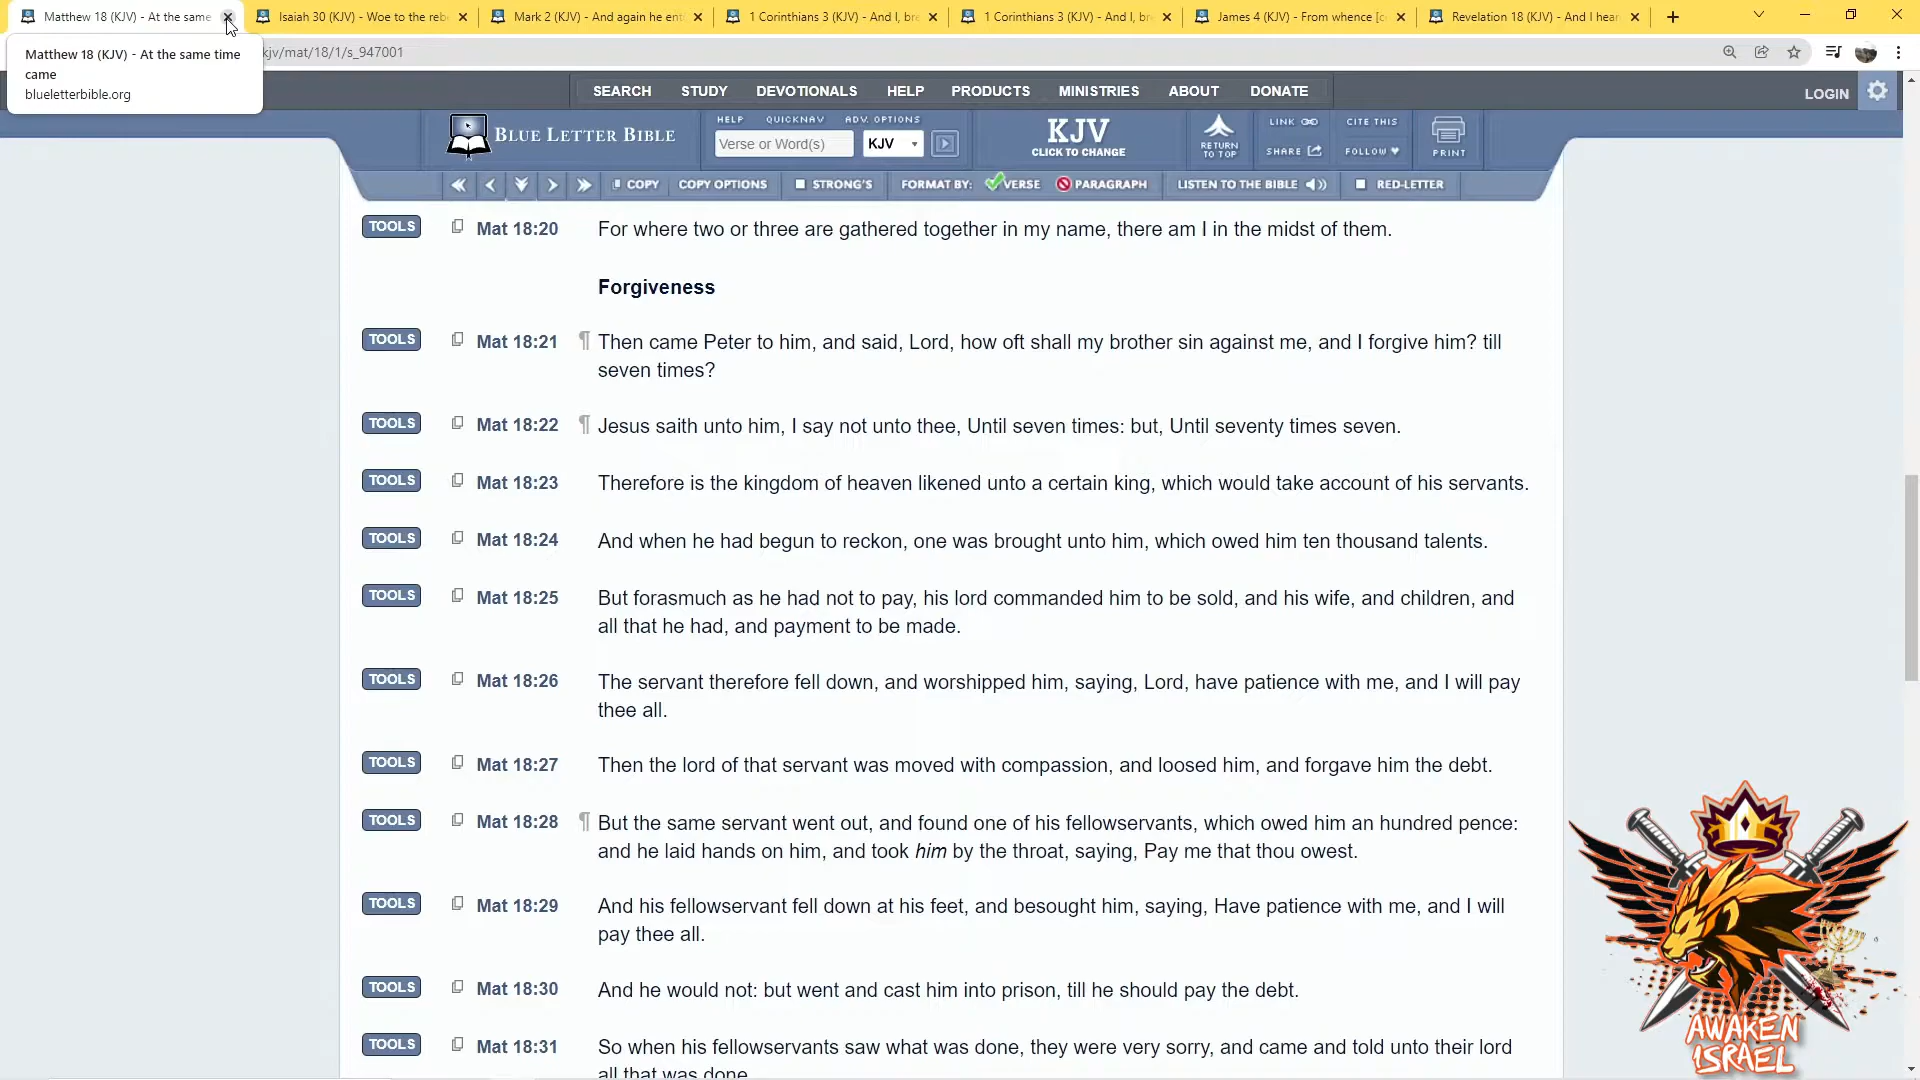 Matthew 18 (KJV) - At the same
Isaiah 30 (KJV) - Woe to the reb
Mark 2 (KJV) - And again he ent
1 Corinthians 3 (KJV) - And I, bre
1 Corinthians 3 (KJV) - And I, bre
James 4 (KJV) - From whence [c
Revelation 18 (KJV) - And I hear
kjv/mat/18/1/s_947001
Matthew 18 (KJV) - At the same time
came
blueletterbible.org
SEARCH STUDY DEVOTIONALS HELP PRODUCTS MINISTRIES ABOUT DONATE
LOGIN
BLUE LETTER BIBLE
HELP QUICKNAV ADV. OPTIONS
Verse or Word(s) KJV
KJV
CLICK TO CHANGE
RETURN
TO TOP
LINK
SHARE
CITE THIS
FOLLOW
PRINT
COPY COPY OPTIONS STRONG'S FORMAT BY: VERSE PARAGRAPH LISTEN TO THE BIBLE RED-LETTER
TOOLS Mat 18:20 For where two or three are gathered together in my name, there am I in the midst of them.
Forgiveness
TOOLS Mat 18:21 ¶ Then came Peter to him, and said, Lord, how oft shall my brother sin against me, and I forgive him? till
seven times?
TOOLS Mat 18:22 ¶ Jesus saith unto him, I say not unto thee, Until seven times: but, Until seventy times seven.
TOOLS Mat 18:23 Therefore is the kingdom of heaven likened unto a certain king, which would take account of his servants.
TOOLS Mat 18:24 And when he had begun to reckon, one was brought unto him, which owed him ten thousand talents.
TOOLS Mat 18:25 But forasmuch as he had not to pay, his lord commanded him to be sold, and his wife, and children, and
all that he had, and payment to be made.
TOOLS Mat 18:26 The servant therefore fell down, and worshipped him, saying, Lord, have patience with me, and I will pay
thee all.
TOOLS Mat 18:27 Then the lord of that servant was moved with compassion, and loosed him, and forgave him the debt.
TOOLS Mat 18:28 ¶ But the same servant went out, and found one of his fellowservants, which owed him an hundred pence:
and he laid hands on him, and took him by the throat, saying, Pay me that thou owest.
TOOLS Mat 18:29 And his fellowservant fell down at his feet, and besought him, saying, Have patience with me, and I will
pay thee all.
TOOLS Mat 18:30 And he would not: but went and cast him into prison, till he should pay the debt.
TOOLS Mat 18:31 So when his fellowservants saw what was done, they were very sorry, and came and told unto their lord
all that was done.
AWAKEN
ISRAEL